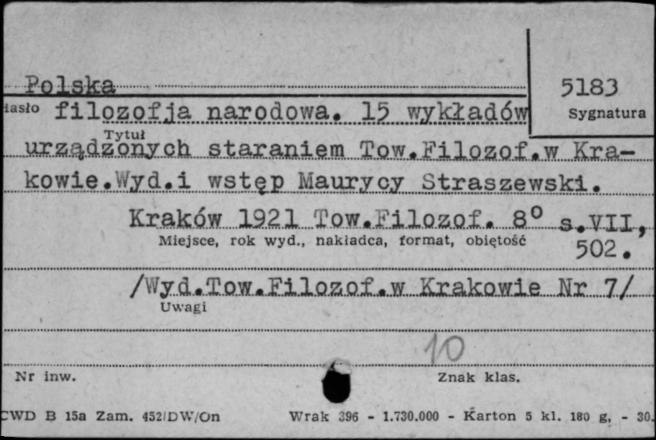 Polska
5183
Hasło filozofja narodowa. 15 wykładów
Sygnatura
Tytuł
urządzonych staraniem Tow.Filozof.w Kra-
kowie.Wyd.i wstęp Maurycy Straszewski.
Kraków 1921 Tow.Filozof. 8° s.VII,
Miejsce, rok wyd., nakładca, format, objętość
502.
/Wyd.Tow.Filozof.w Krakowie Nr 7/
Uwagi
10
Nr inw.
Znak klas.
CWD B 15a Zam. 452/DW/On Wrak 396 - 1.730.000 - Karton 5 kl. 180 g, - 30.